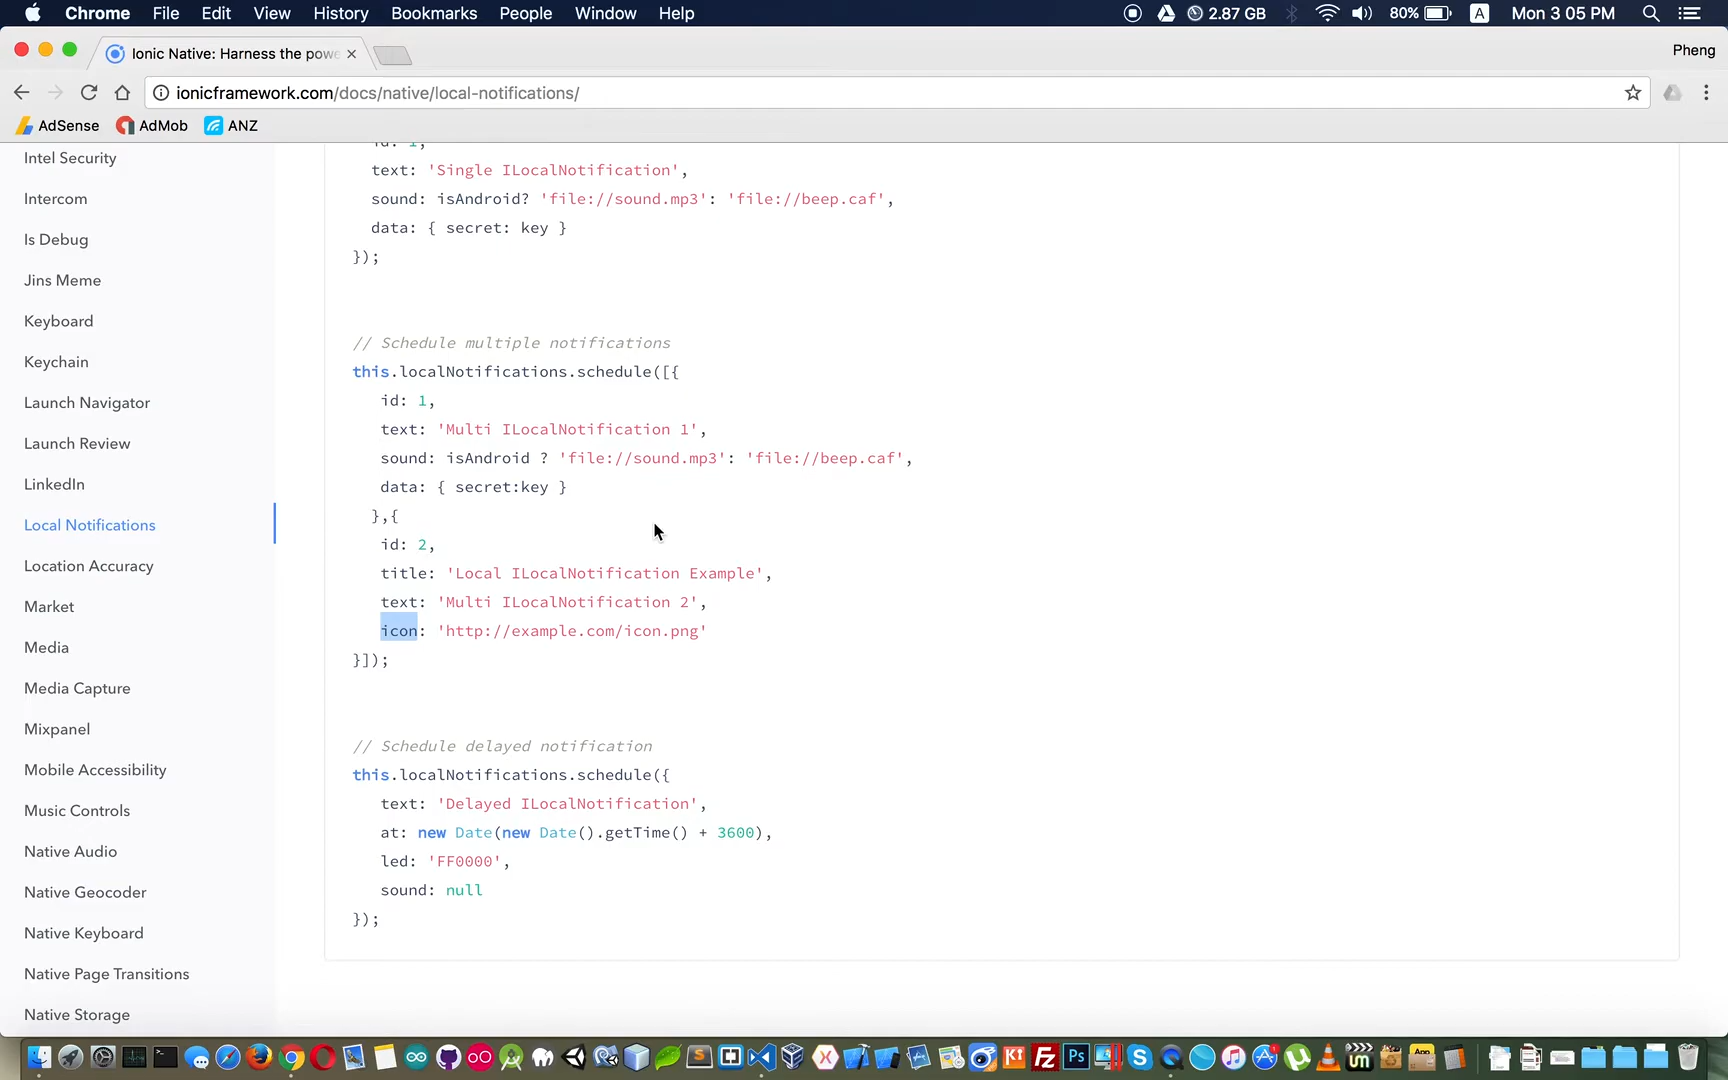 Chrome File Edit View History Bookmarks People Window Help 2.87 GB 80% A Mon 3 05 PM
Ionic Native: Harness the powe Pheng
ionicframework.com/docs/native/local-notifications/
AdSense AdMob ANZ
Intel Security
Intercom
Is Debug
Jins Meme
Keyboard
Keychain
Launch Navigator
Launch Review
LinkedIn
Local Notifications
Location Accuracy
Market
Media
Media Capture
Mixpanel
Mobile Accessibility
Music Controls
Native Audio
Native Geocoder
Native Keyboard
Native Page Transitions
Native Storage
id: 1,
text: 'Single ILocalNotification',
sound: isAndroid? 'file://sound.mp3': 'file://beep.caf',
data: { secret: key }
});
// Schedule multiple notifications
this.localNotifications.schedule([{
id: 1,
text: 'Multi ILocalNotification 1',
sound: isAndroid ? 'file://sound.mp3': 'file://beep.caf',
data: { secret:key }
},{
id: 2,
title: 'Local ILocalNotification Example',
text: 'Multi ILocalNotification 2',
icon: 'http://example.com/icon.png'
}]);
// Schedule delayed notification
this.localNotifications.schedule({
text: 'Delayed ILocalNotification',
at: new Date(new Date().getTime() + 3600),
led: 'FF0000',
sound: null
});